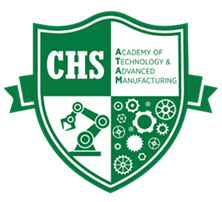 CHS
ACADEMY OF
TECHNOLOGY &
ADVANCED
MANUFACTURING